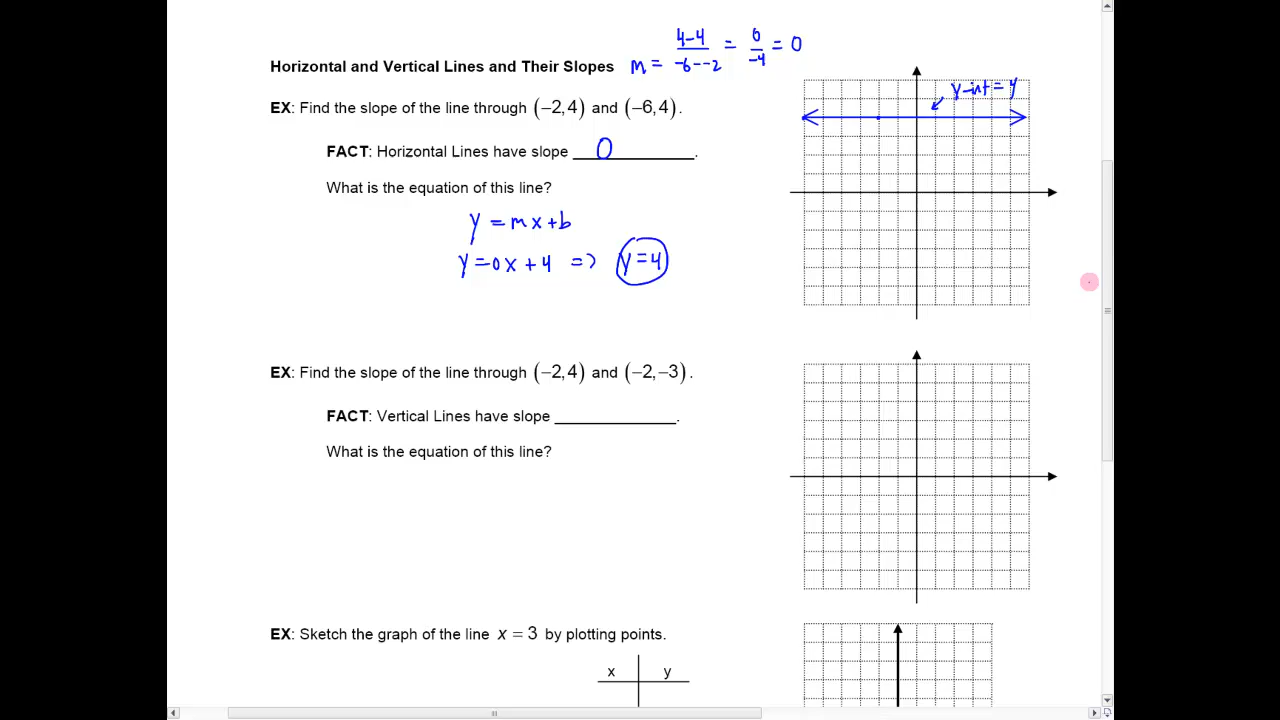 m = 4-4 / -6--2 = 0 / -4 = 0
Horizontal and Vertical Lines and Their Slopes
y-int = 4
EX: Find the slope of the line through (−2,4) and (−6,4).
FACT: Horizontal Lines have slope 0.
What is the equation of this line?
y = mx+b
y=0x+4 => y=4
EX: Find the slope of the line through (−2,4) and (−2,−3).
FACT: Vertical Lines have slope ____________.
What is the equation of this line?
EX: Sketch the graph of the line x = 3 by plotting points.
x y